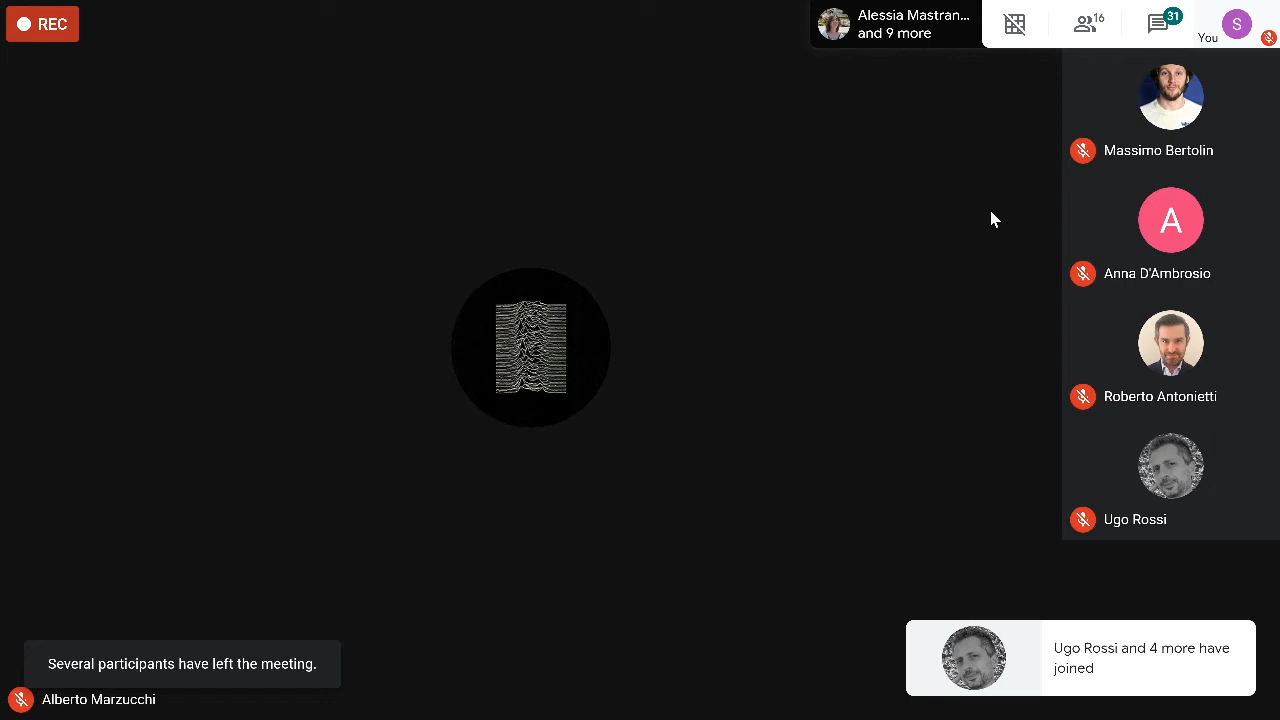 REC
Alessia Mastran...
and 9 more
16
31
You
S
Massimo Bertolin
A
Anna D'Ambrosio
Roberto Antonietti
Ugo Rossi
Several participants have left the meeting.
Ugo Rossi and 4 more have
joined
Alberto Marzucchi